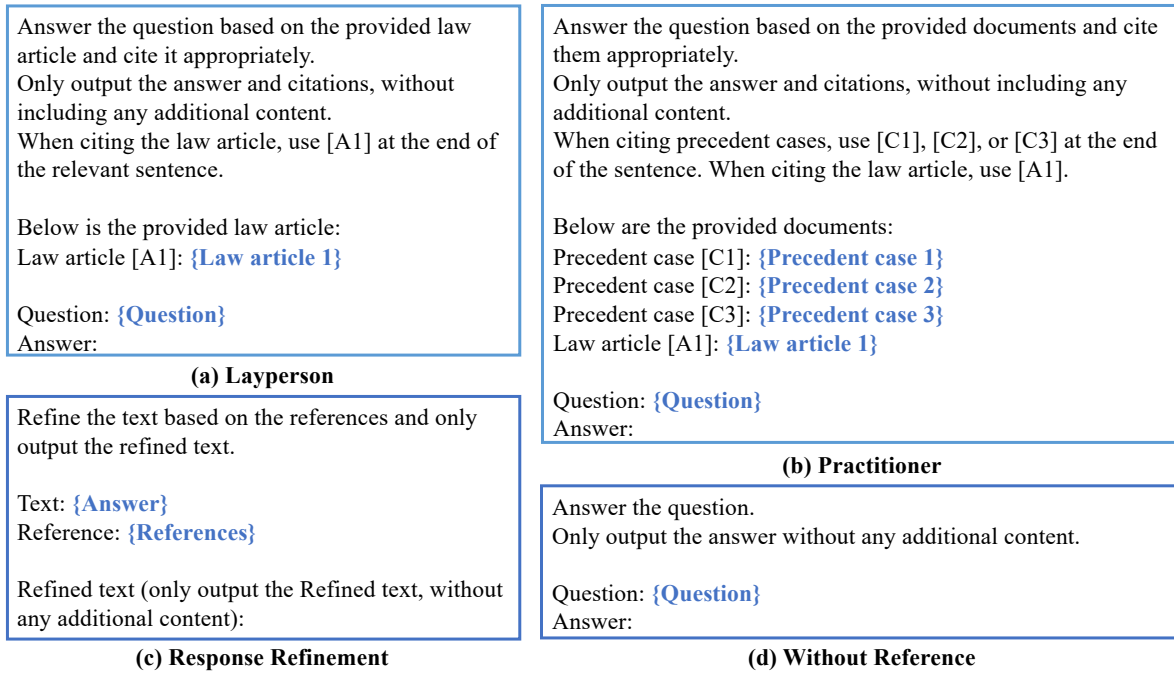 Answer the question based on the provided law
article and cite it appropriately.
Only output the answer and citations, without
including any additional content.
When citing the law article, use [A1] at the end of
the relevant sentence.
Below is the provided law article:
Law article [A1]: {Law article 1}
Question: {Question}
Answer:
(a) Layperson
Answer the question based on the provided documents and cite
them appropriately.
Only output the answer and citations, without including any
additional content.
When citing precedent cases, use [C1], [C2], or [C3] at the end
of the sentence. When citing the law article, use [A1].
Below are the provided documents:
Precedent case [C1]: {Precedent case 1}
Precedent case [C2]: {Precedent case 2}
Precedent case [C3]: {Precedent case 3}
Law article [A1]: {Law article 1}
Question: {Question}
Answer:
(b) Practitioner
Refine the text based on the references and only
output the refined text.
Text: {Answer}
Reference: {References}
Refined text (only output the Refined text, without
any additional content):
(c) Response Refinement
Answer the question.
Only output the answer without any additional content.
Question: {Question}
Answer:
(d) Without Reference